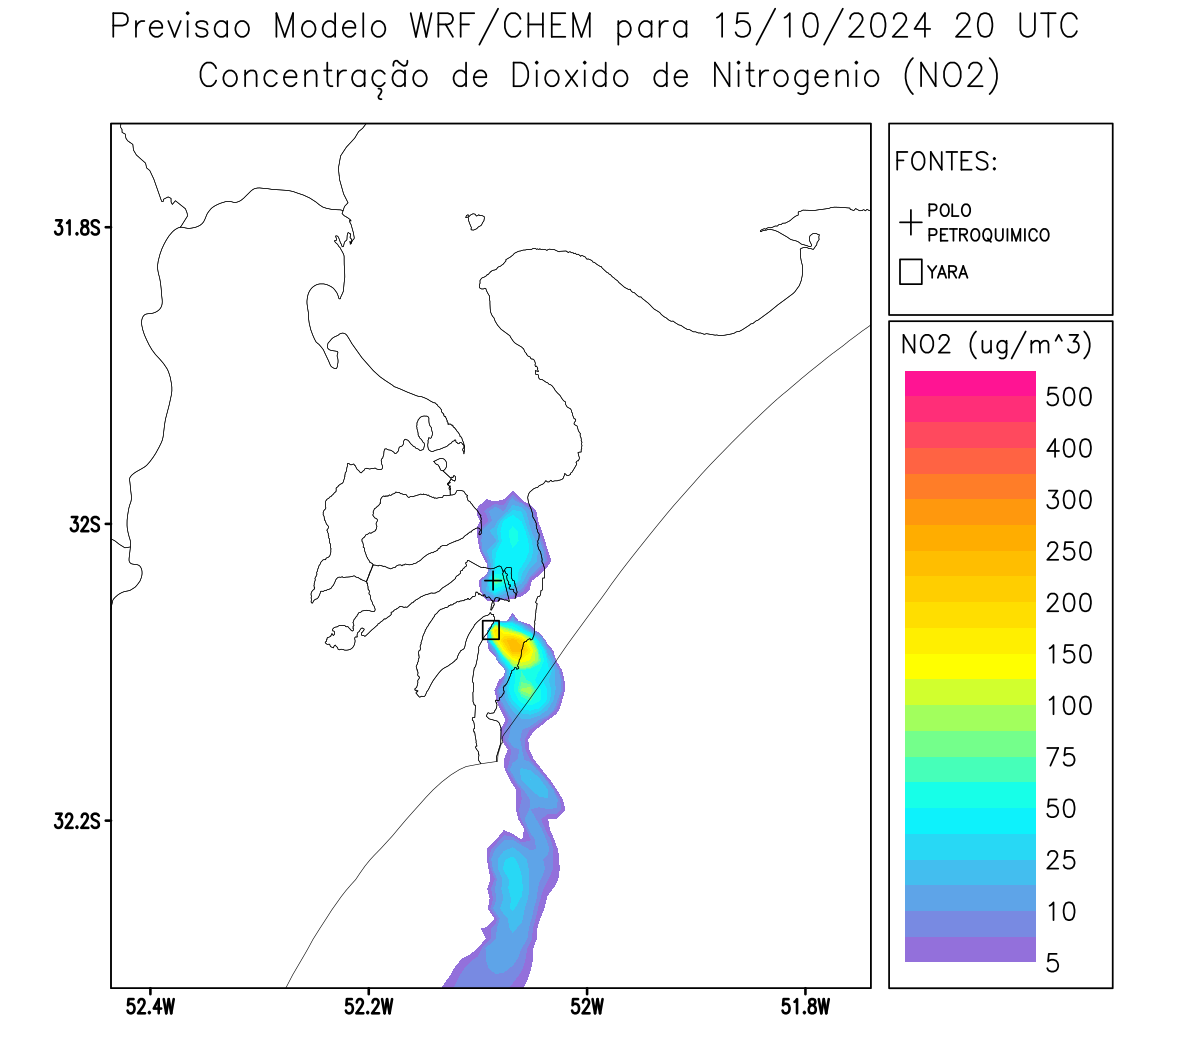 Previsao Modelo WRF/CHEM para 15/10/2024 20 UTC
Concentração de Dioxido de Nitrogenio (NO2)
FONTES:
POLO
PETROQUIMICO
YARA
NO2 (ug/m^3)
500
400
300
250
200
150
100
75
50
25
10
5
31.8S
32S
32.2S
52.4W
52.2W
52W
51.8W